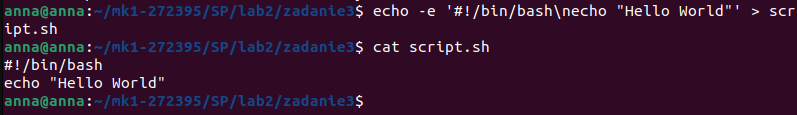 anna@anna:~/mk1-272395/SP/lab2/zadanie3$ echo -e '#!/bin/bash\necho "Hello World"' > scr
ipt.sh
anna@anna:~/mk1-272395/SP/lab2/zadanie3$ cat script.sh
#!/bin/bash
echo "Hello World"
anna@anna:~/mk1-272395/SP/lab2/zadanie3$